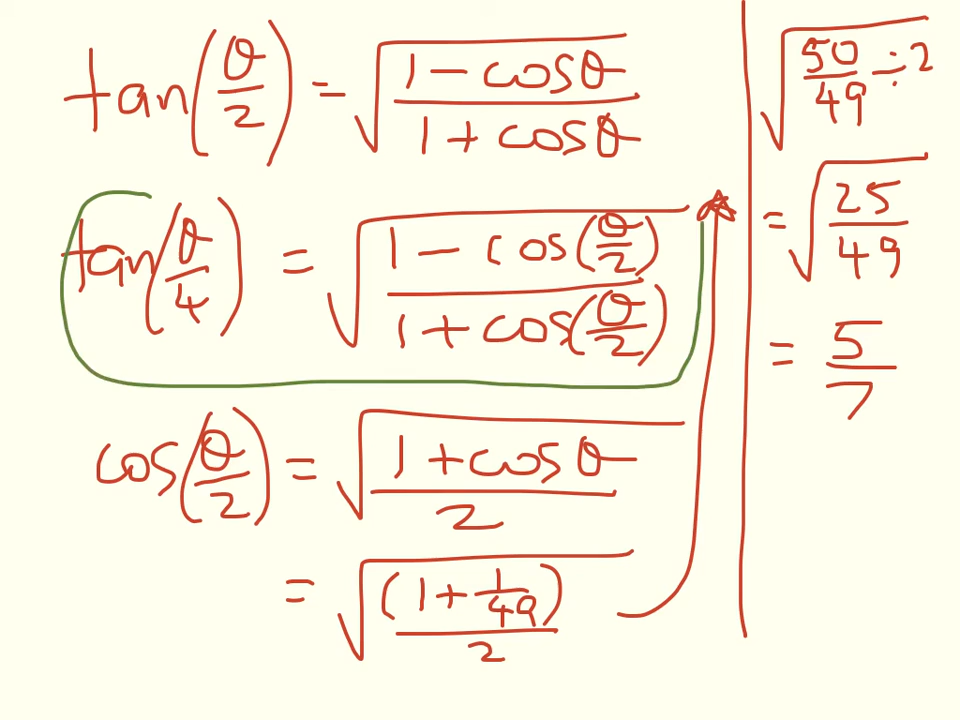 tan(θ/2) = √((1 - cosθ)/(1 + cosθ))
tan(θ/4) = √((1 - cos(θ/2))/(1 + cos(θ/2)))
cos(θ/2) = √((1 + cosθ)/2)
= √((1 + 1/49)/2)
√(50/49 ÷ 2)
= √(25/49)
= 5/7